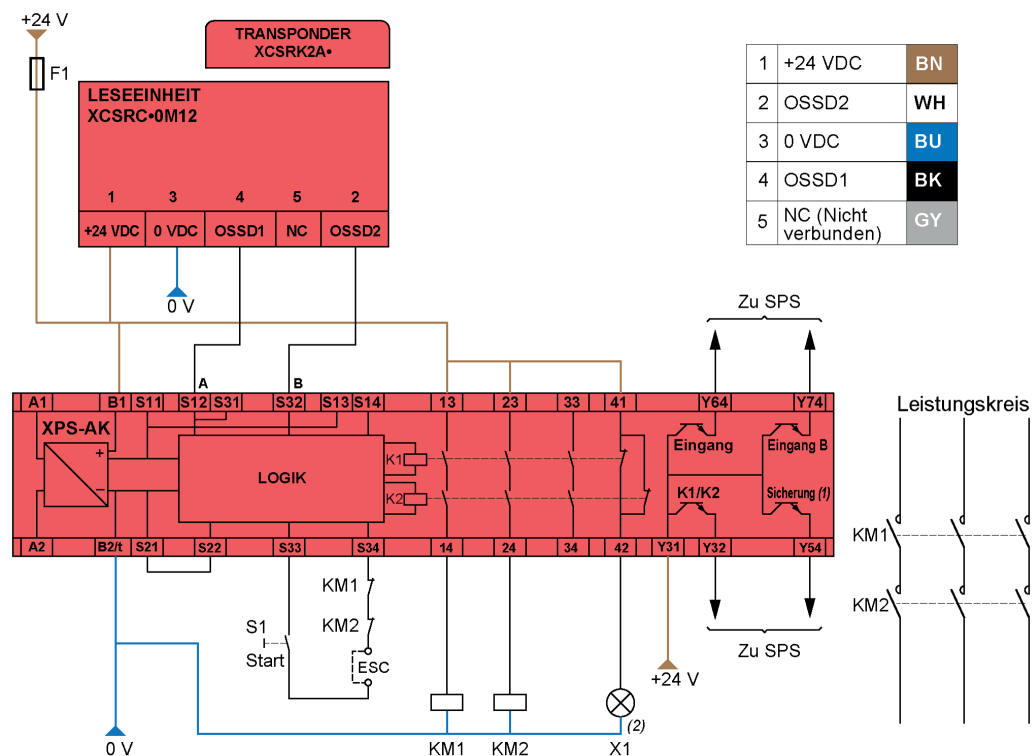 +24 V
F1
TRANSPONDER
XCSRK2A•
LESEEINHEIT
XCSRC•0M12
1 3 4 5 2
+24 VDC 0 VDC OSSD1 NC OSSD2
0 V
1 +24 VDC BN
2 OSSD2 WH
3 0 VDC BU
4 OSSD1 BK
5 NC (Nicht verbunden) GY
Zu SPS
A B
A1 B1 S11 S12 S31 S32 S13 S14 13 23 33 41 Y64 Y74
XPS-AK
+
−
LOGIK
K1
K2
Eingang
Eingang B
K1/K2
Sicherung (1)
A2 B2/t S21 S22 S33 S34 14 24 34 42 Y31 Y32 Y54
Leistungskreis
KM1
KM2
KM1
KM2
S1
Start
ESC
+24 V
Zu SPS
0 V
KM1
KM2
X1
(2)